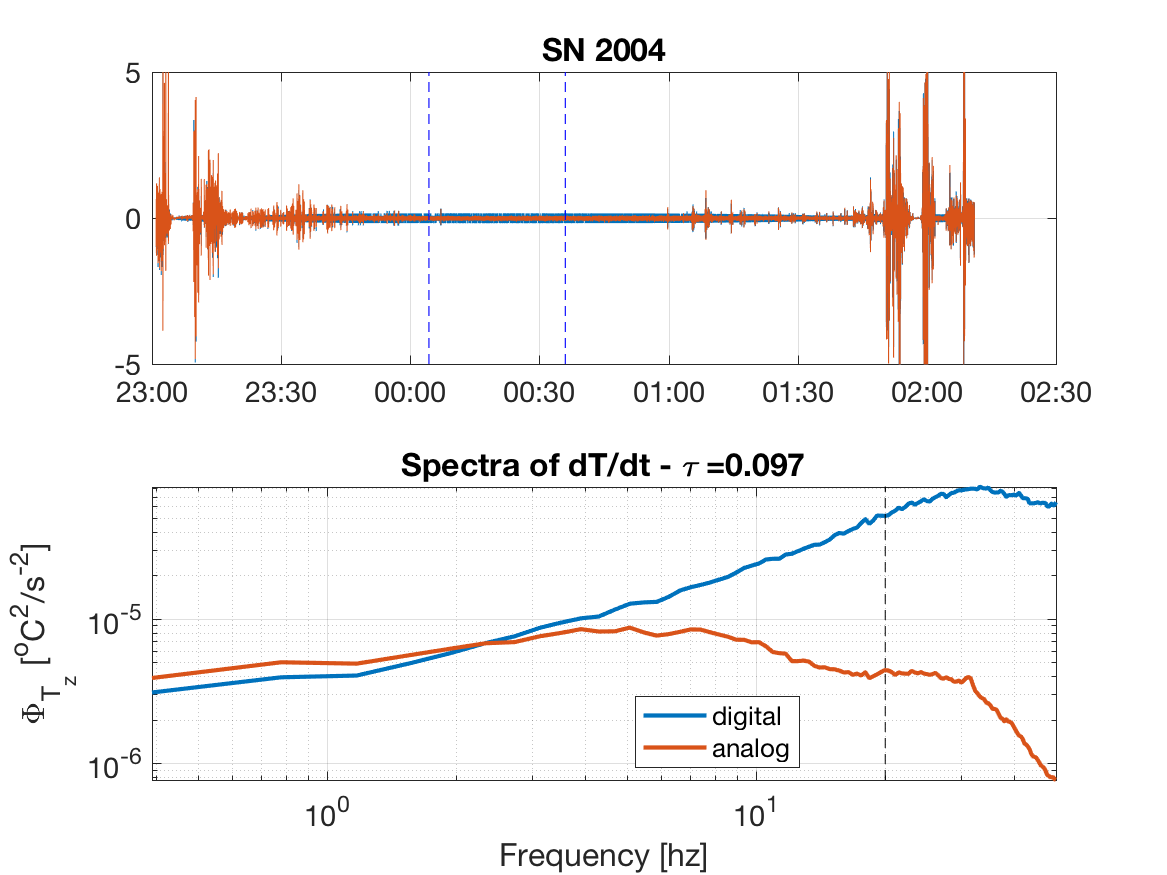 SN 2004
5
0
-5
23:00 23:30 00:00 00:30 01:00 01:30 02:00 02:30
Spectra of dT/dt - τ =0.097
Φ_{T_z} [°C²/s⁻²]
10⁻⁵
10⁻⁶
digital
analog
10⁰ 10¹
Frequency [hz]